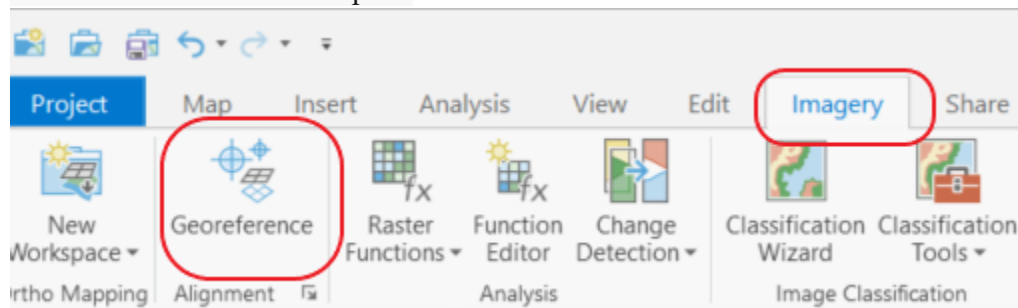 Project Map Insert Analysis View Edit Imagery Share
New Georeference Raster Function Change Classification Classification
Workspace Functions Editor Detection Wizard Tools
Ortho Mapping Alignment Analysis Image Classification